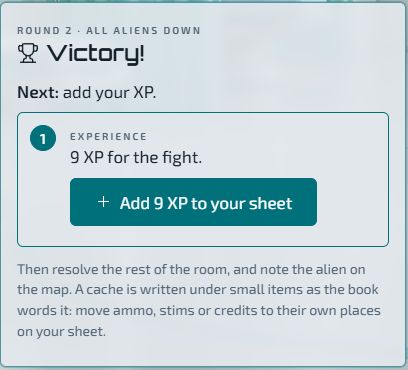 ROUND 2 · ALL ALIENS DOWN
Victory!
Next: add your XP.
1
EXPERIENCE
9 XP for the fight.
+ Add 9 XP to your sheet
Then resolve the rest of the room, and note the alien on
the map. A cache is written under small items as the book
words it: move ammo, stims or credits to their own places
on your sheet.